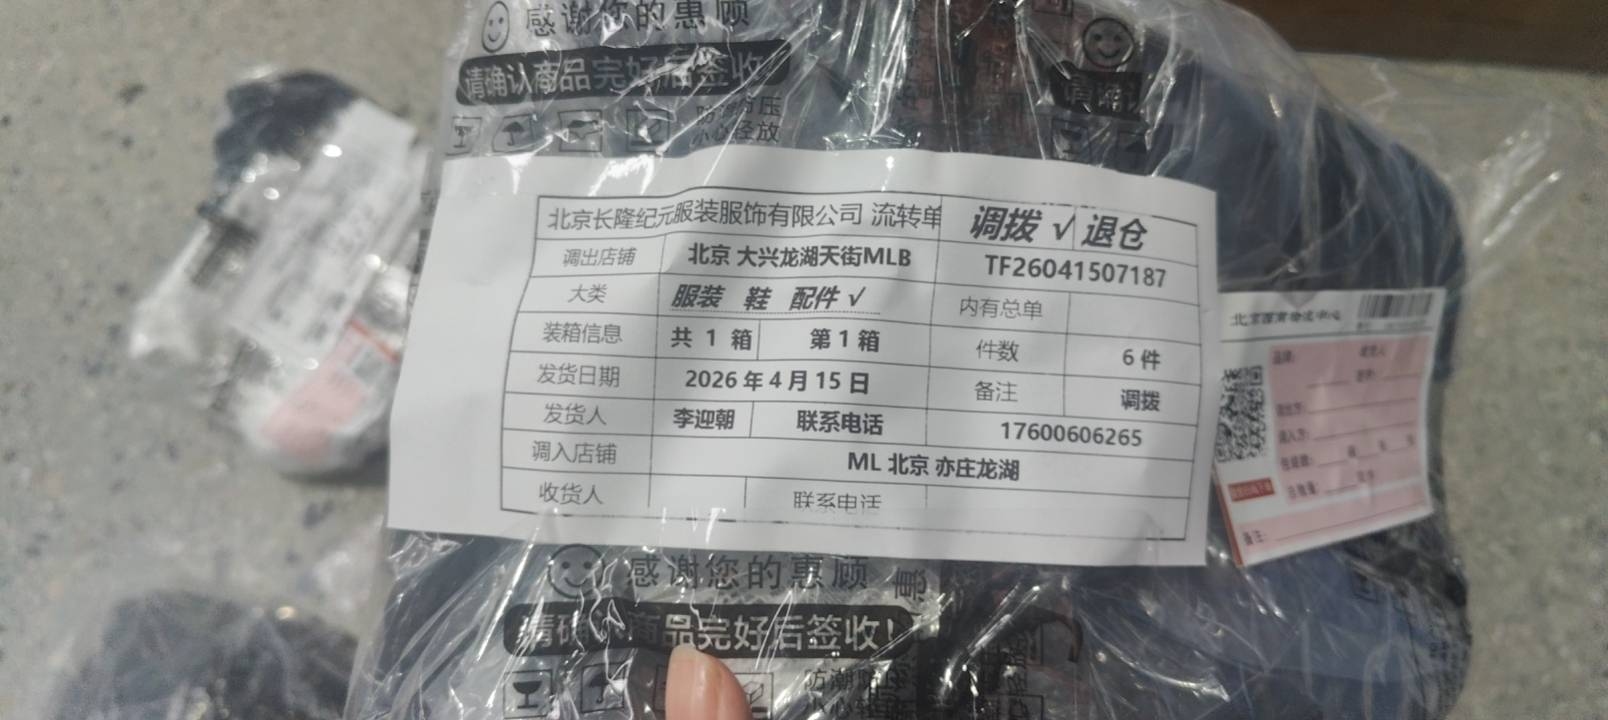 感谢您的惠顾
请确认商品完好后签收
小心轻放
北京长隆纪元服装服饰有限公司 流转单 调拨 √ 退仓
调出店铺 北京 大兴龙湖天街MLB TF26041507187
大类 服装 鞋 配件 √ 内有总单
装箱信息 共 1 箱 第1箱 件数 6 件
发货日期 2026 年 4 月 15 日 备注 调拨
发货人 李迎朝 联系电话 17600606265
调入店铺 ML 北京 亦庄龙湖
收货人 联系电话
感谢您的惠顾
请确认商品完好后签收!